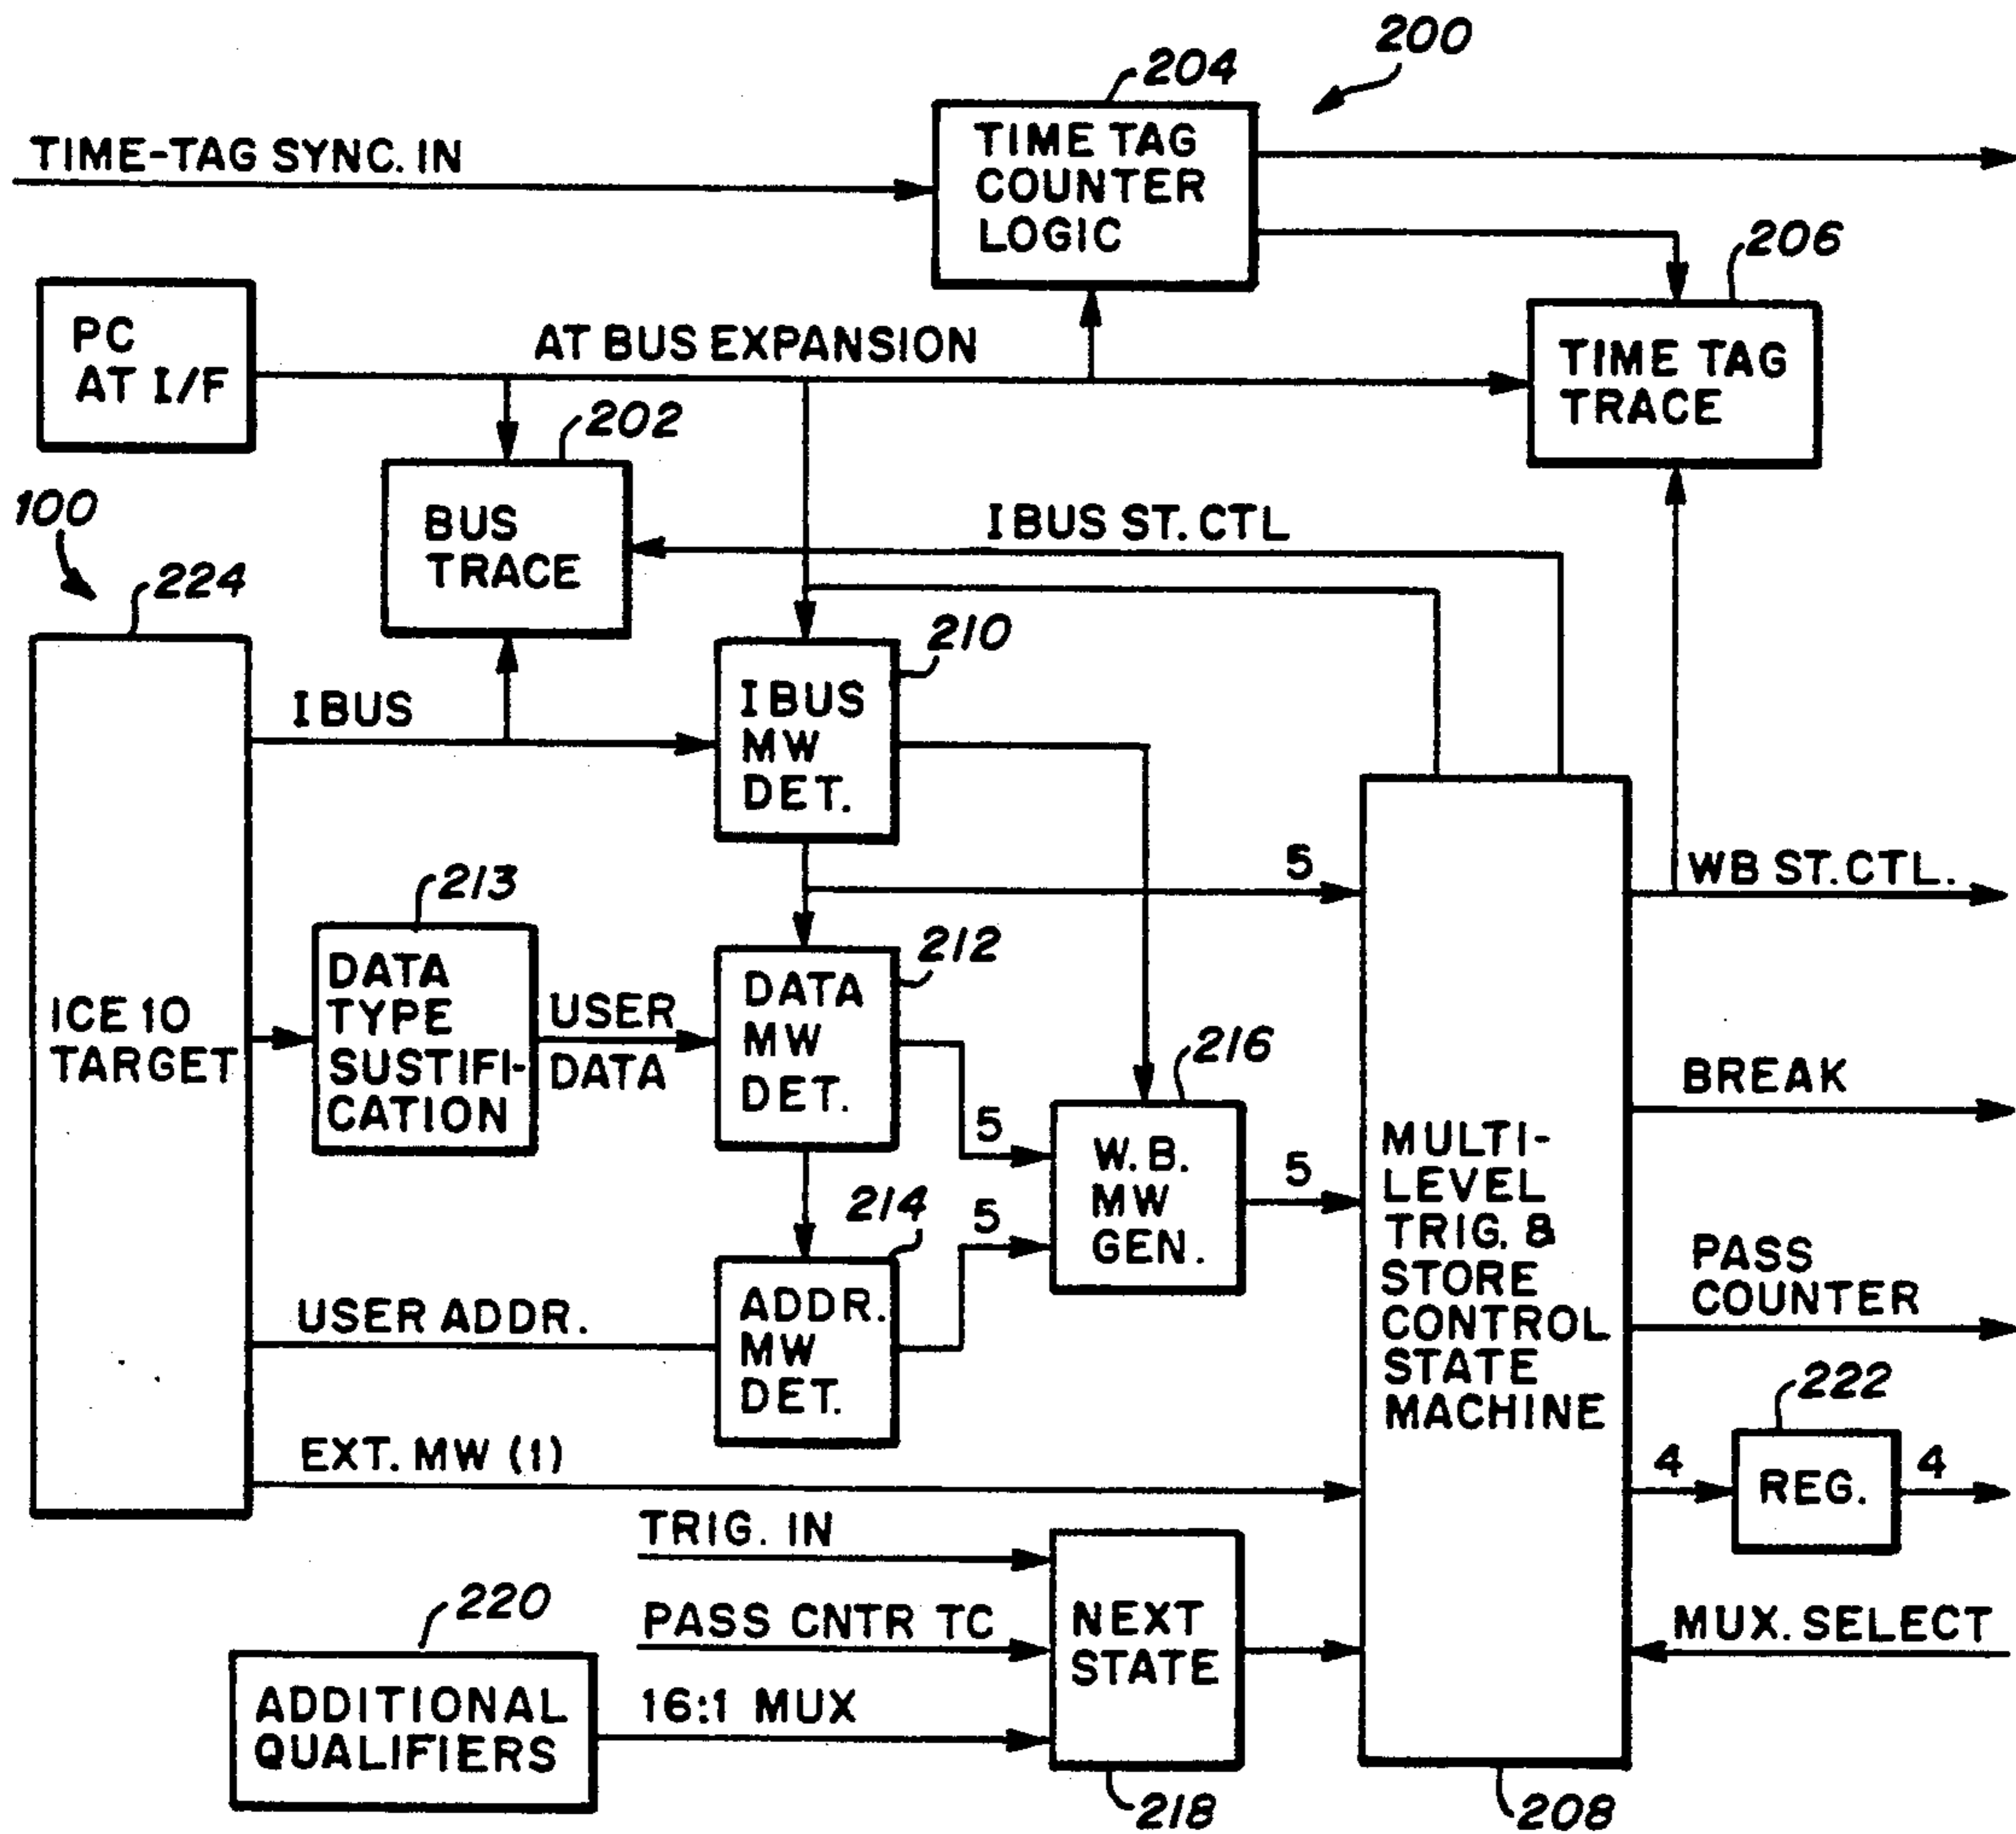 200
204
TIME TAG
COUNTER
LOGIC
TIME-TAG SYNC. IN
206
PC
AT I/F
AT BUS EXPANSION
TIME TAG
TRACE
202
BUS
TRACE
IBUS ST. CTL
100
224
210
IBUS
IBUS
MW
DET.
5
WB ST. CTL.
213
212
DATA
TYPE
SUSTIFI-
CATION
USER
DATA
DATA
MW
DET.
ICE 10
TARGET
216
BREAK
5
W.B.
MW
GEN.
5
5
MULTI-
LEVEL
TRIG. &
STORE
CONTROL
STATE
MACHINE
214
USER ADDR.
ADDR.
MW
DET.
PASS
COUNTER
222
EXT. MW (1)
4
REG.
4
TRIG. IN
220
PASS CNTR TC
NEXT
STATE
MUX. SELECT
ADDITIONAL
QUALIFIERS
16:1 MUX
218
208